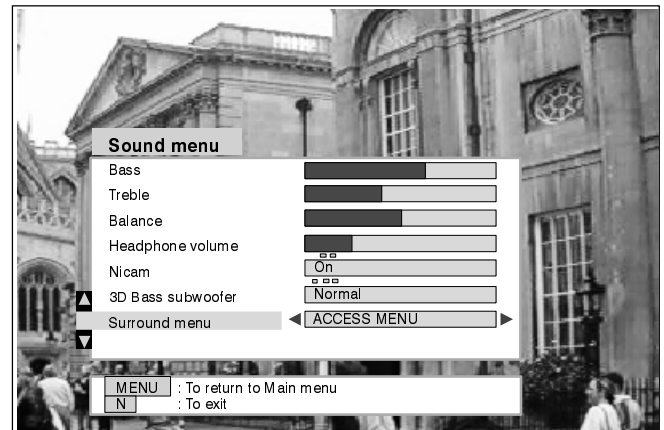 Sound menu
Bass
Treble
Balance
Headphone volume
Nicam On
3D Bass subwoofer Normal
Surround menu ACCESS MENU
MENU : To return to Main menu
N : To exit